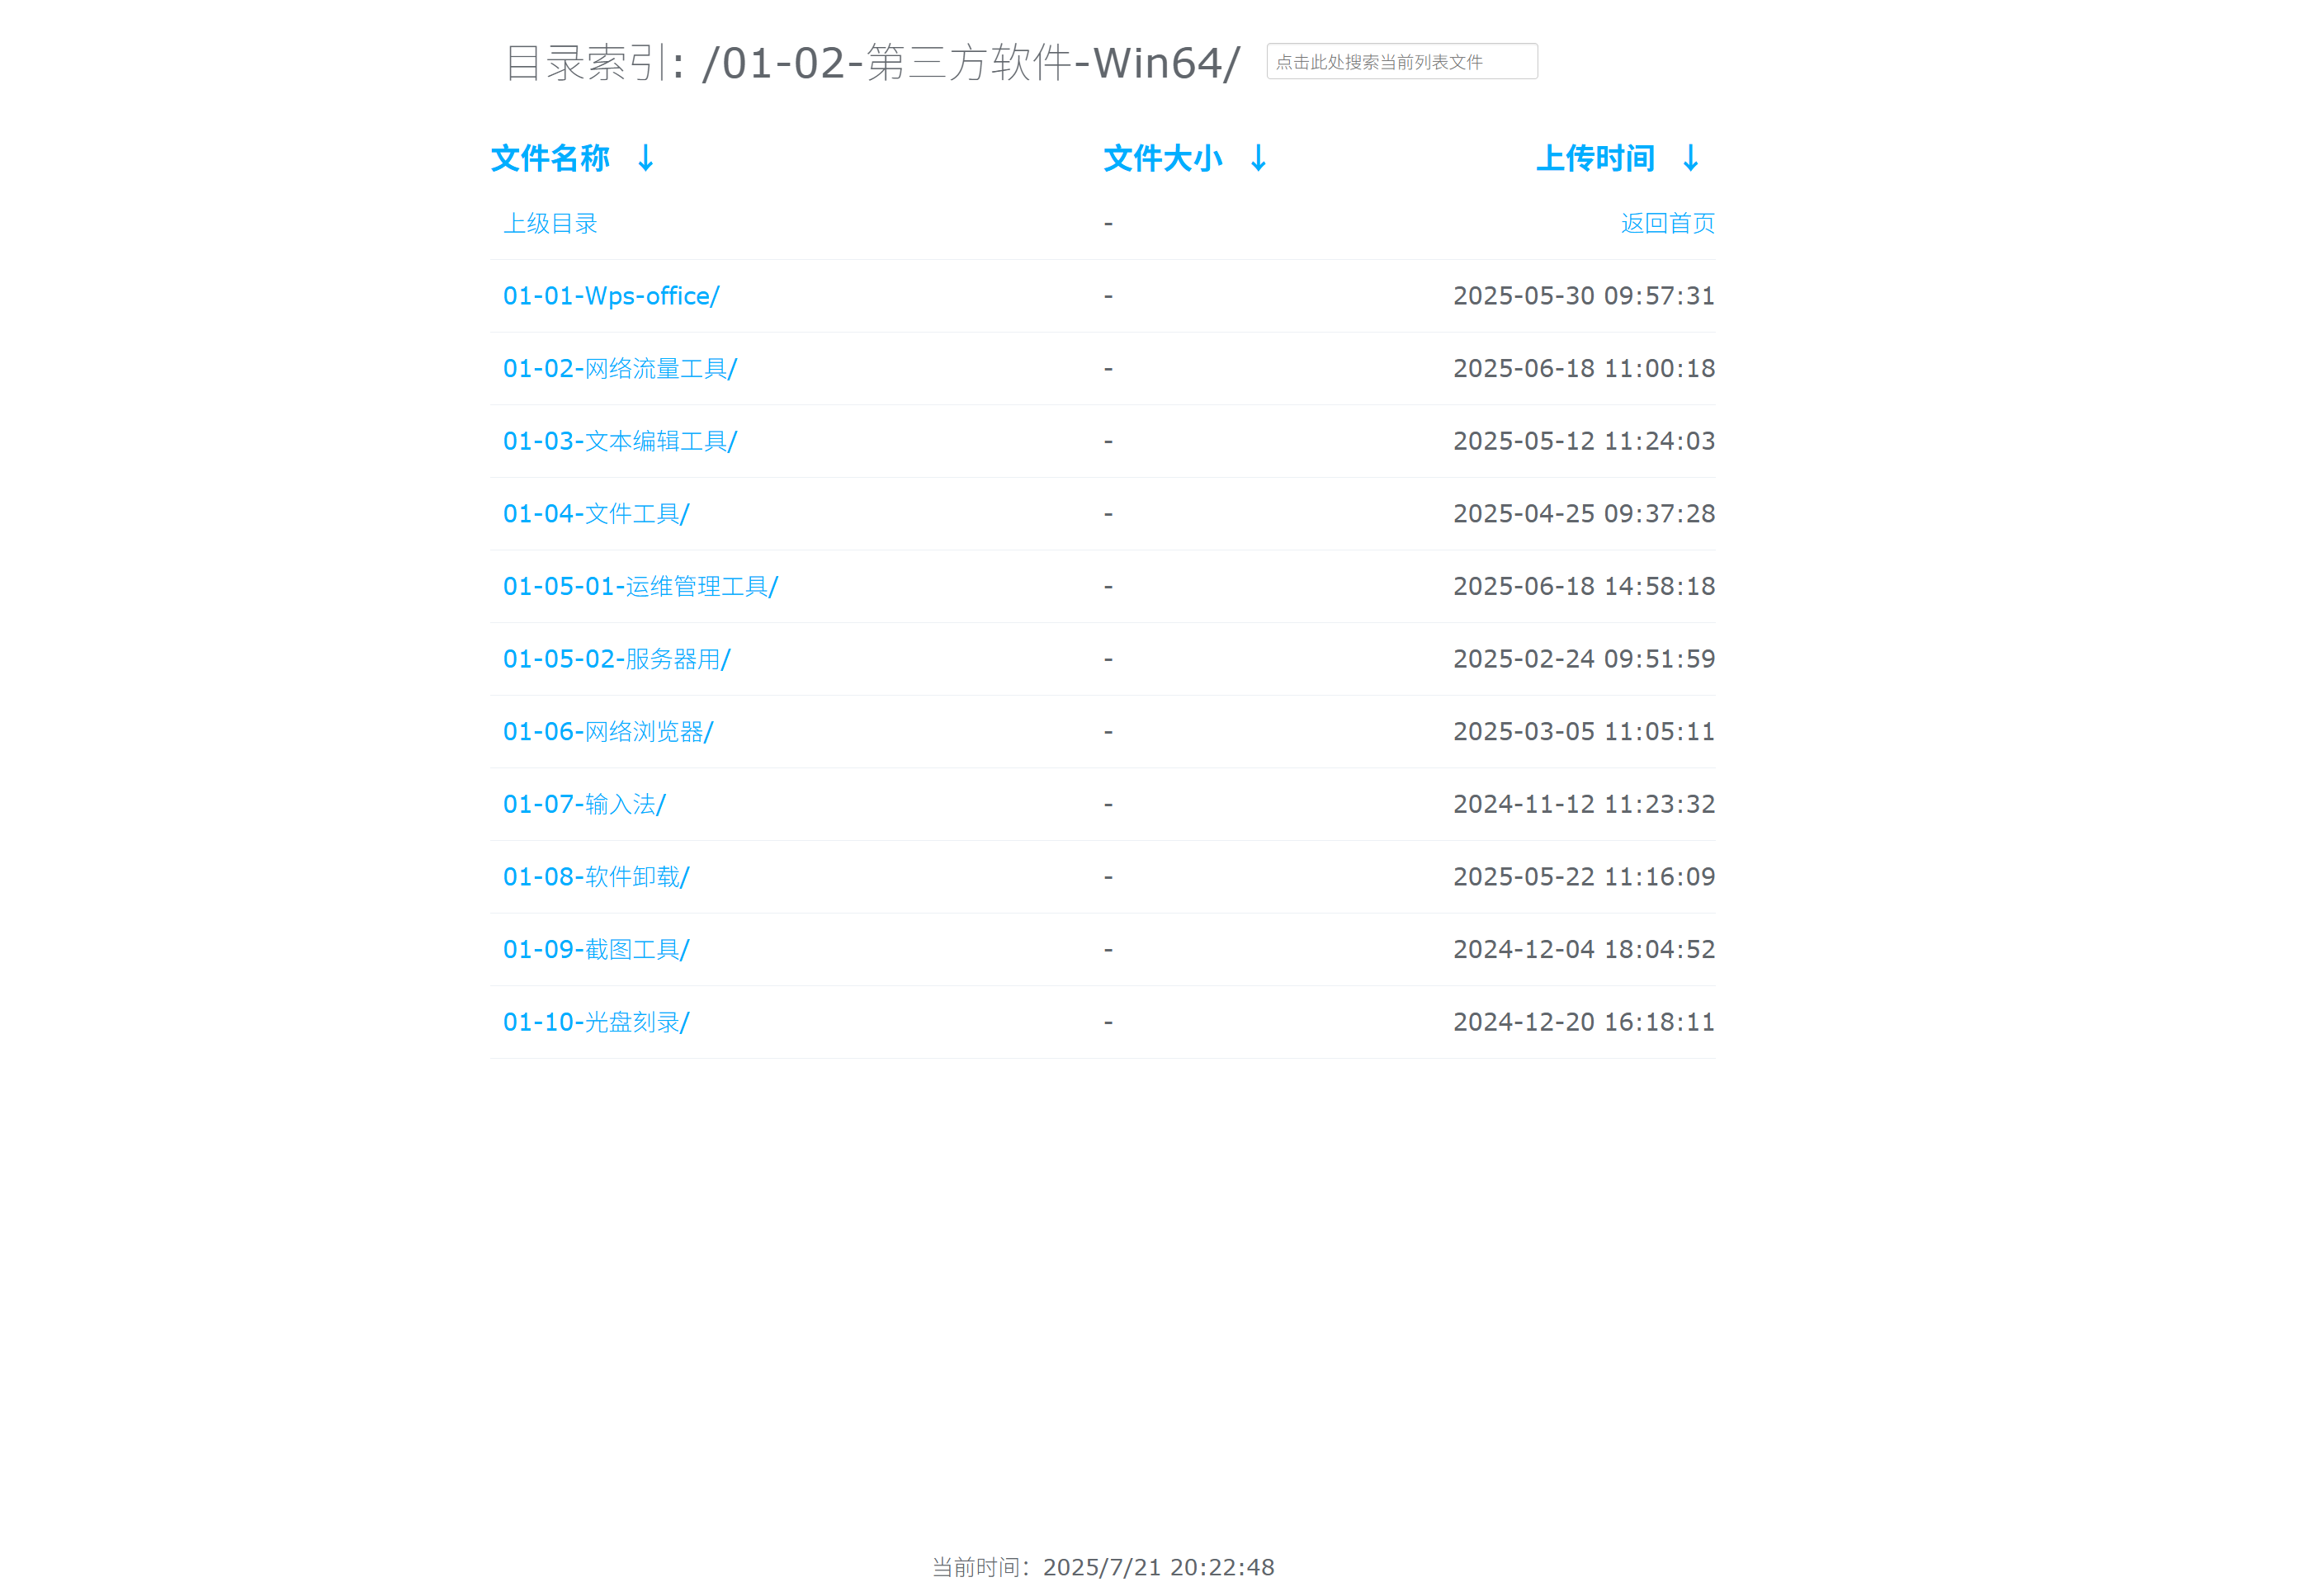 目录索引: /01-02-第三方软件-Win64/ 点击此处搜索当前列表文件
文件名称 ↓ 文件大小 ↓ 上传时间 ↓
上级目录 - 返回首页
01-01-Wps-office/ - 2025-05-30 09:57:31
01-02-网络流量工具/ - 2025-06-18 11:00:18
01-03-文本编辑工具/ - 2025-05-12 11:24:03
01-04-文件工具/ - 2025-04-25 09:37:28
01-05-01-运维管理工具/ - 2025-06-18 14:58:18
01-05-02-服务器用/ - 2025-02-24 09:51:59
01-06-网络浏览器/ - 2025-03-05 11:05:11
01-07-输入法/ - 2024-11-12 11:23:32
01-08-软件卸载/ - 2025-05-22 11:16:09
01-09-截图工具/ - 2024-12-04 18:04:52
01-10-光盘刻录/ - 2024-12-20 16:18:11
当前时间：2025/7/21 20:22:48